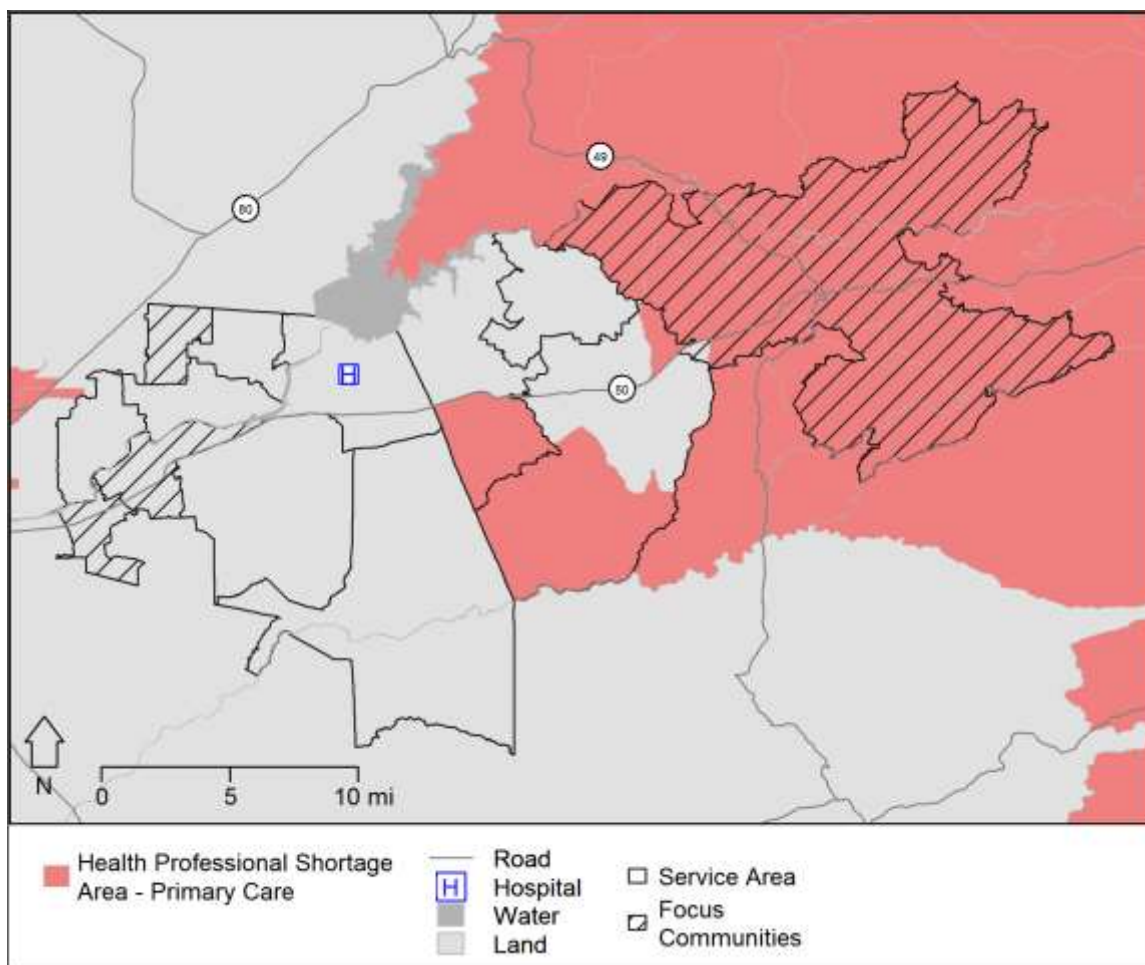 49
80
50
N
0 5 10 mi
Health Professional Shortage
Area - Primary Care
Road
H Hospital
Water
Land
Service Area
Focus
Communities
H